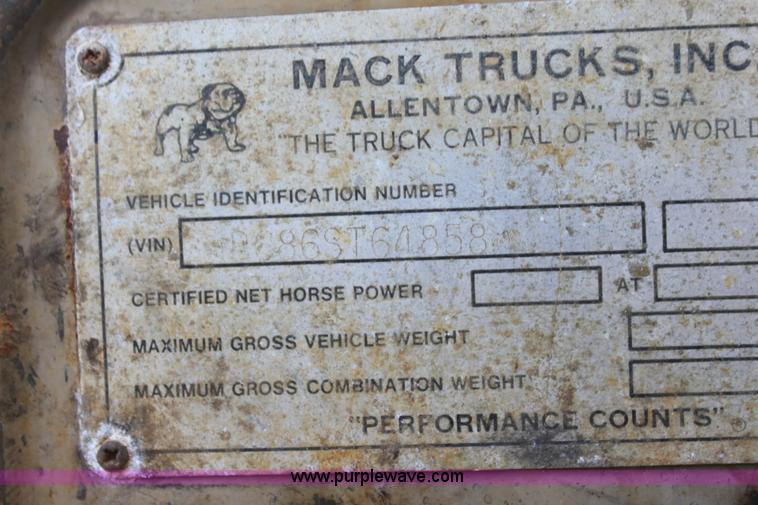 MACK TRUCKS, INC.
ALLENTOWN, PA., U.S.A.
"THE TRUCK CAPITAL OF THE WORLD
VEHICLE IDENTIFICATION NUMBER
(VIN)
CERTIFIED NET HORSE POWER AT
MAXIMUM GROSS VEHICLE WEIGHT
MAXIMUM GROSS COMBINATION WEIGHT
"PERFORMANCE COUNTS"
www.purplewave.com